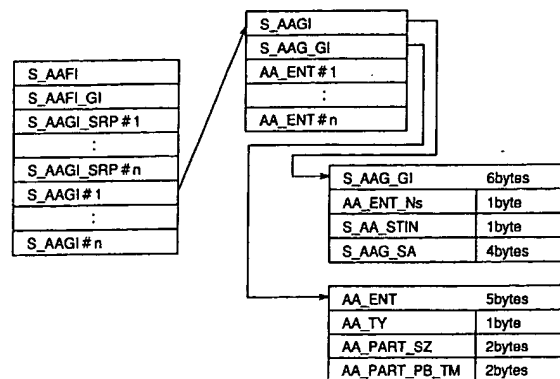 S_AAFI
S_AAFI_GI
S_AAGI_SRP#1
:
S_AAGI_SRP#n
S_AAGI#1
:
S_AAGI#n
S_AAGI
S_AAG_GI
AA_ENT#1
:
AA_ENT#n
S_AAG_GI 6bytes
AA_ENT_Ns 1byte
S_AA_STIN 1byte
S_AAG_SA 4bytes
AA_ENT 5bytes
AA_TY 1byte
AA_PART_SZ 2bytes
AA_PART_PB_TM 2bytes